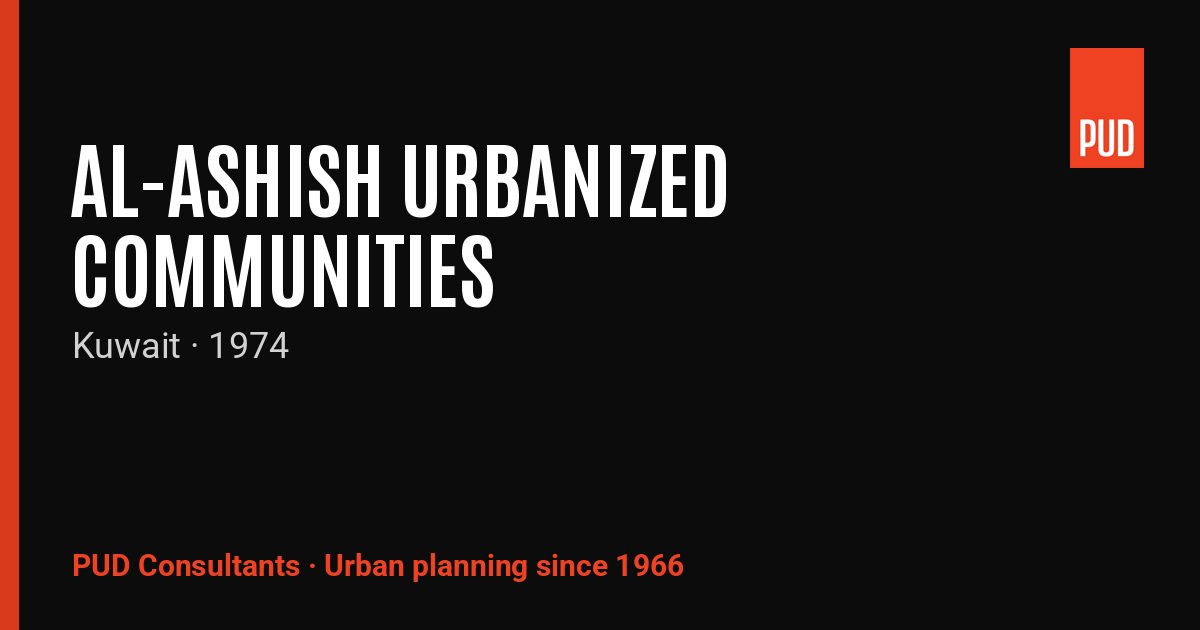 PUD
AL-ASHISH URBANIZED
COMMUNITIES
Kuwait · 1974
PUD Consultants · Urban planning since 1966